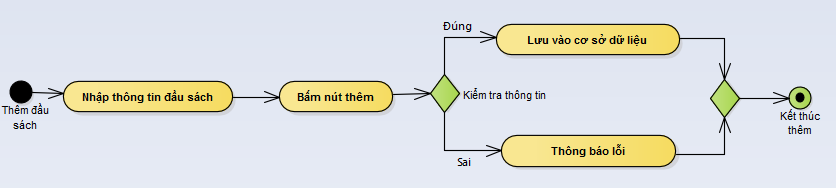 Thêm đầu
sách
Nhập thông tin đầu sách
Bấm nút thêm
Kiểm tra thông tin
Đúng
Lưu vào cơ sở dữ liệu
Sai
Thông báo lỗi
Kết thúc
thêm